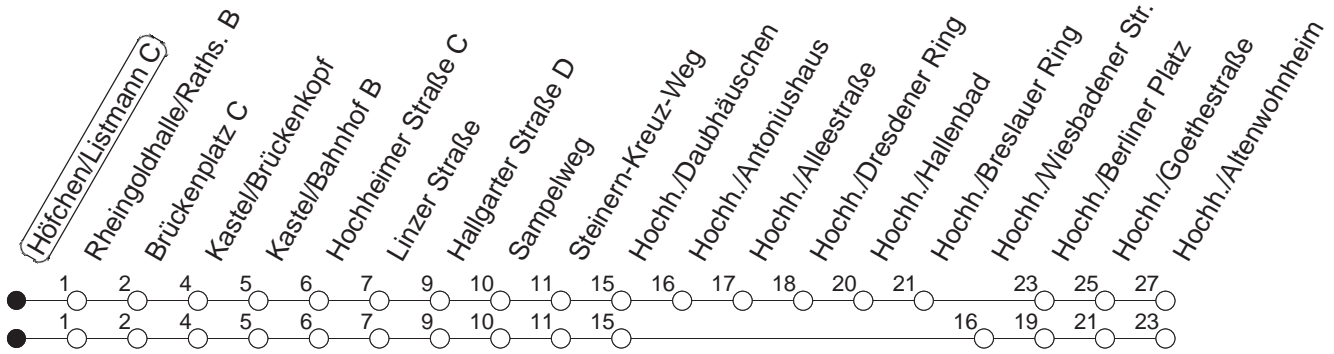 Höfchen/Listmann C
Rheingoldhalle/Raths. B
Brückenplatz C
Kastel/Brückenkopf
Kastel/Bahnhof B
Hochheimer Straße C
Linzer Straße
Hallgarter Straße D
Sampelweg
Steinern-Kreuz-Weg
Hochh./Daubhäuschen
Hochh./Antoniushaus
Hochh./Alleestraße
Hochh./Dresdener Ring
Hochh./Hallenbad
Hochh./Breslauer Ring
Hochh./Wiesbadener Str.
Hochh./Berliner Platz
Hochh./Goethestraße
Hochh./Altenwohnheim
1 2 4 5 6 7 9 10 11 15 16 17 18 20 21 23 25 27
1 2 4 5 6 7 9 10 11 15 16 19 21 23